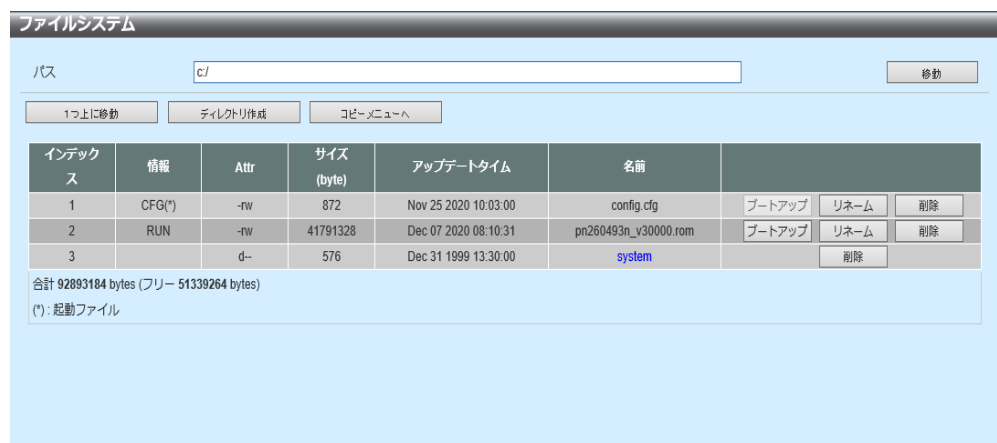 ファイルシステム
パス c:/ 移動
1つ上に移動 ディレクトリ作成 コピーメニューへ
インデックス 情報 Attr サイズ (byte) アップデートタイム 名前
1 CFG(*) -rw 872 Nov 25 2020 10:03:00 config.cfg ブートアップ リネーム 削除
2 RUN -rw 41791328 Dec 07 2020 08:10:31 pn260493n_v30000.rom ブートアップ リネーム 削除
3 d-- 576 Dec 31 1999 13:30:00 system 削除
合計 92893184 bytes (フリー 51339264 bytes)
(*) : 起動ファイル